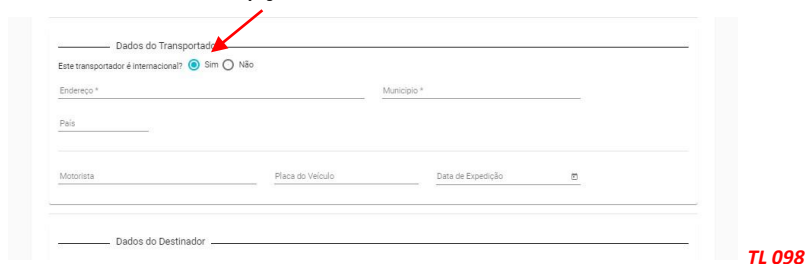 Dados do Transportador
Este transportador é internacional? Sim Não
Endereço * Município *
País
Motorista Placa do Veículo Data de Expedição
Dados do Destinador
TL 098